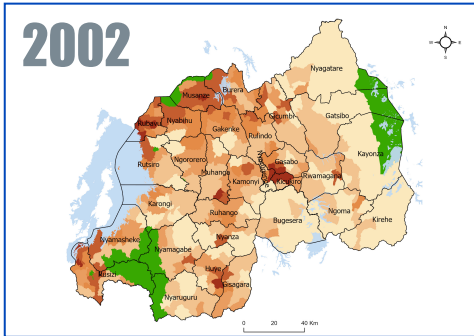 2002
N
W E
S
Nyagatare
Musanze
Burera
Gicumbi
Gatsibo
Rubavu
Nyabihu
Gakenke
Rulindo
Kayonza
Rutsiro
Ngororero
Gasabo
Muhanga
Kamonyi
Nyarugenge
Kicukiro
Rwamagana
Karongi
Ruhango
Bugesera
Ngoma
Kirehe
Nyamasheke
Nyamagabe
Nyanza
Rusizi
Huye
Gisagara
Nyaruguru
0 20 40 Km